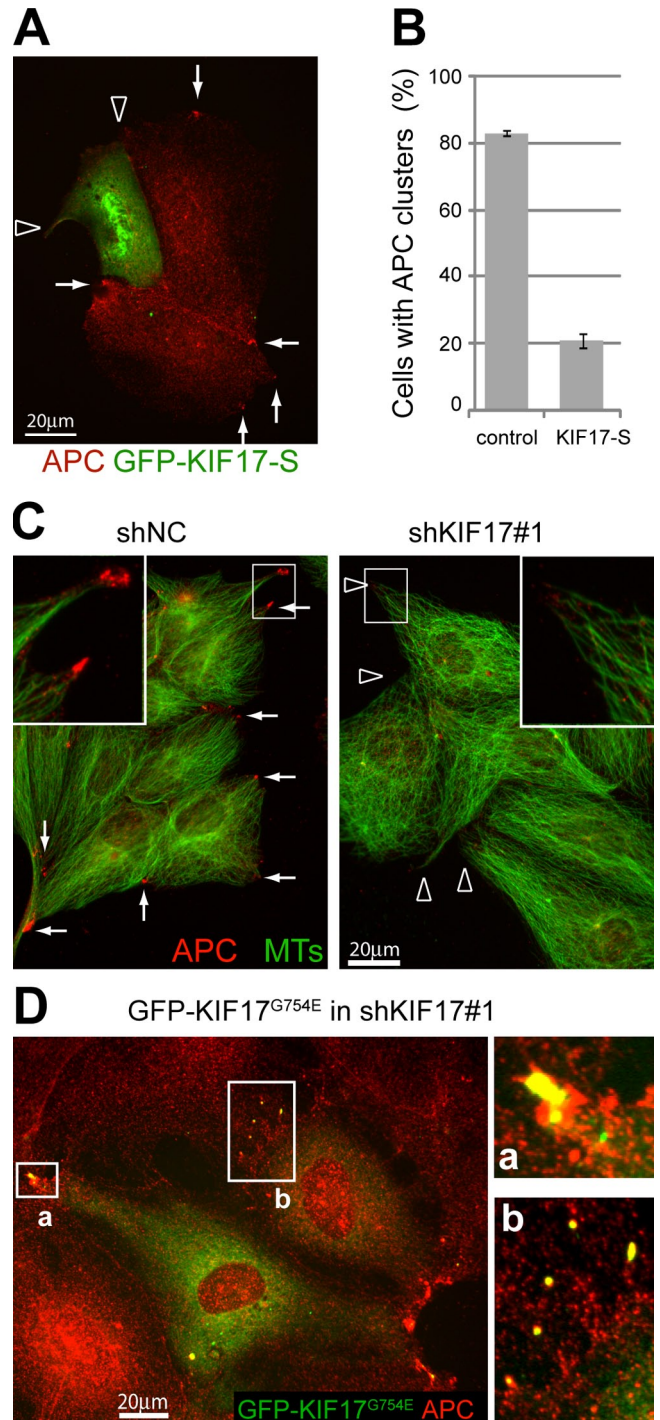 A
20μm
APC GFP-KIF17-S
B
Cells with APC clusters (%)
100
80
60
40
20
0
control KIF17-S
C
shNC shKIF17#1
APC MTs
20μm
D
GFP-KIF17G754E in shKIF17#1
a
b
20μm
GFP-KIF17G754E APC
a
b